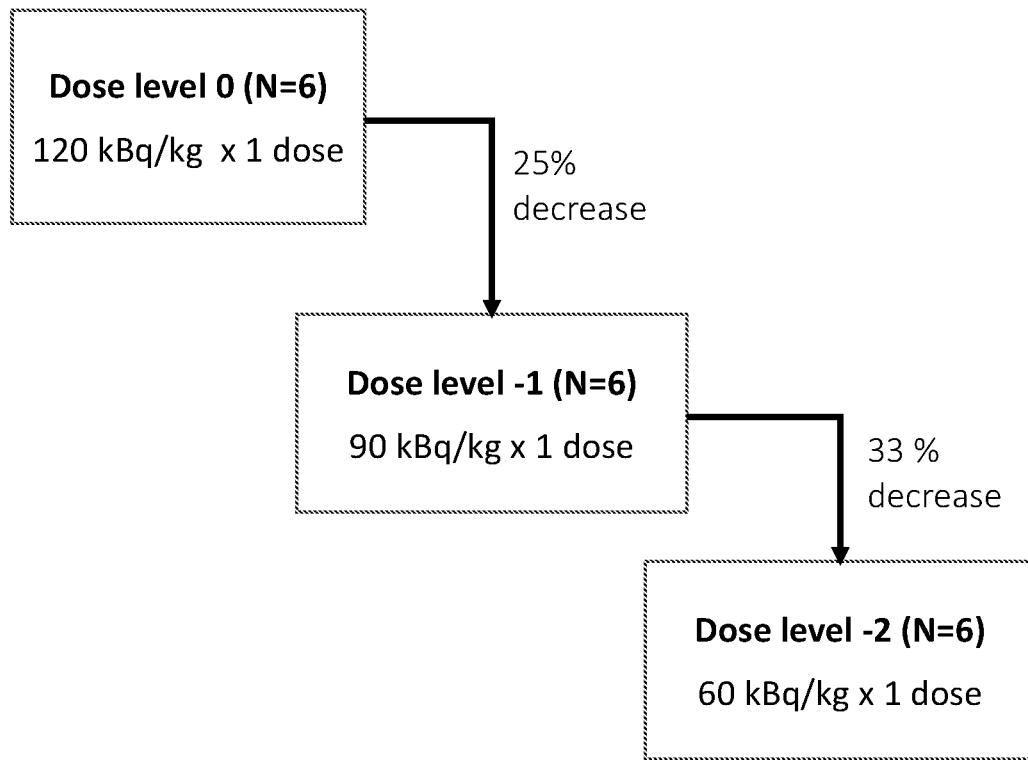 Dose level 0 (N=6)
120 kBq/kg x 1 dose
25%
decrease
Dose level -1 (N=6)
90 kBq/kg x 1 dose
33 %
decrease
Dose level -2 (N=6)
60 kBq/kg x 1 dose